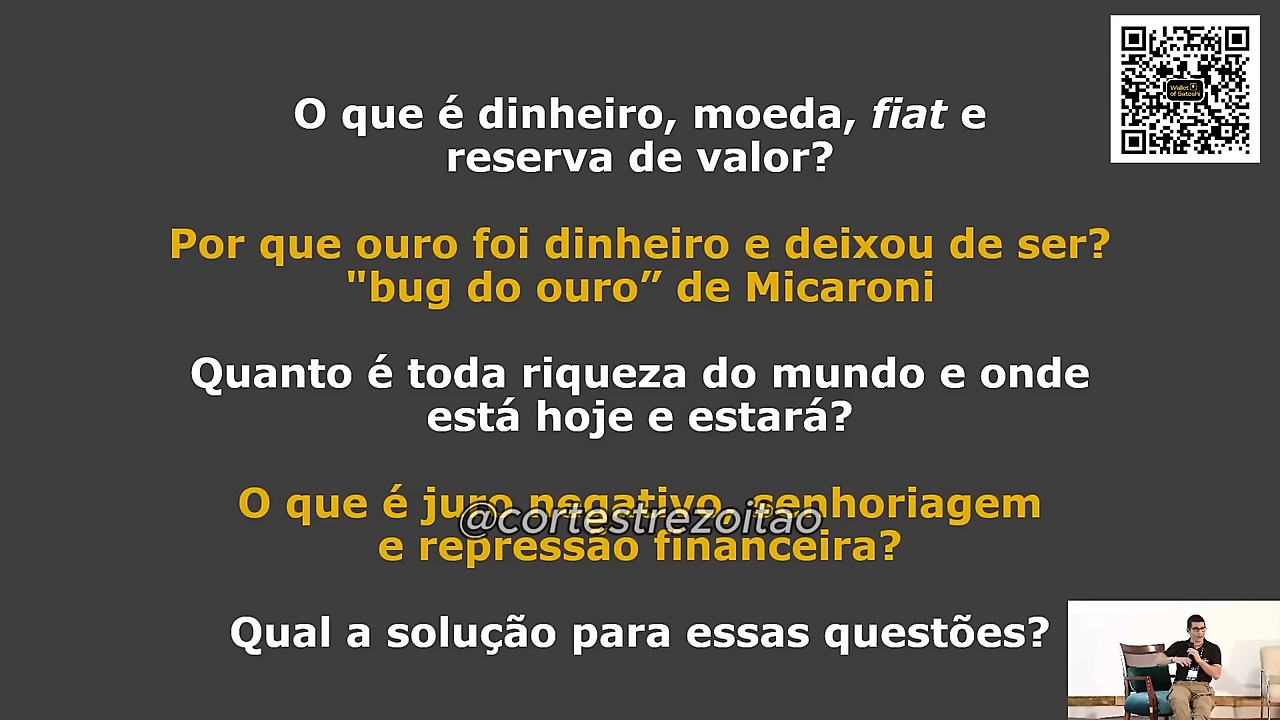 O que é dinheiro, moeda, fiat e
reserva de valor?
Por que ouro foi dinheiro e deixou de ser?
"bug do ouro” de Micaroni
Quanto é toda riqueza do mundo e onde
está hoje e estará?
O que é juro negativo, senhoriagem
e repressão financeira?
@cortestrezoitao
Qual a solução para essas questões?
Wallet
of Satoshi